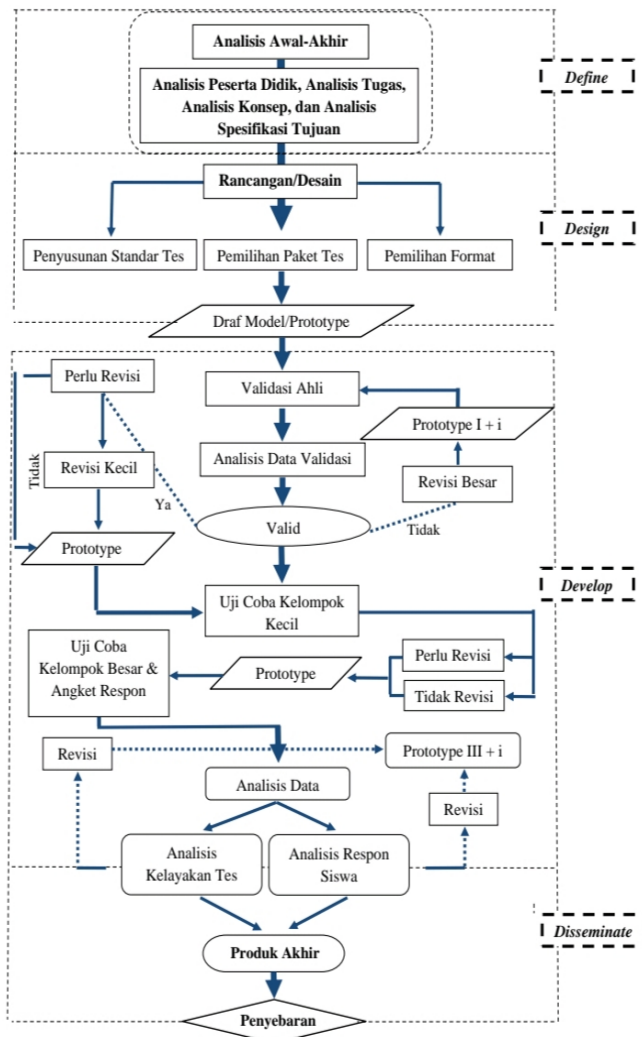 Analisis Awal-Akhir
Define
Analisis Peserta Didik, Analisis Tugas,
Analisis Konsep, dan Analisis
Spesifikasi Tujuan
Rancangan/Desain
Design
Penyusunan Standar Tes
Pemilihan Paket Tes
Pemilihan Format
Draf Model/Prototype
Perlu Revisi
Validasi Ahli
Prototype I + i
Tidak
Revisi Kecil
Analisis Data Validasi
Revisi Besar
Ya
Valid
Tidak
Prototype
Develop
Uji Coba Kelompok
Kecil
Uji Coba
Kelompok Besar &
Angket Respon
Prototype
Perlu Revisi
Tidak Revisi
Revisi
Prototype III + i
Analisis Data
Revisi
Analisis
Kelayakan Tes
Analisis Respon
Siswa
Disseminate
Produk Akhir
Penyebaran